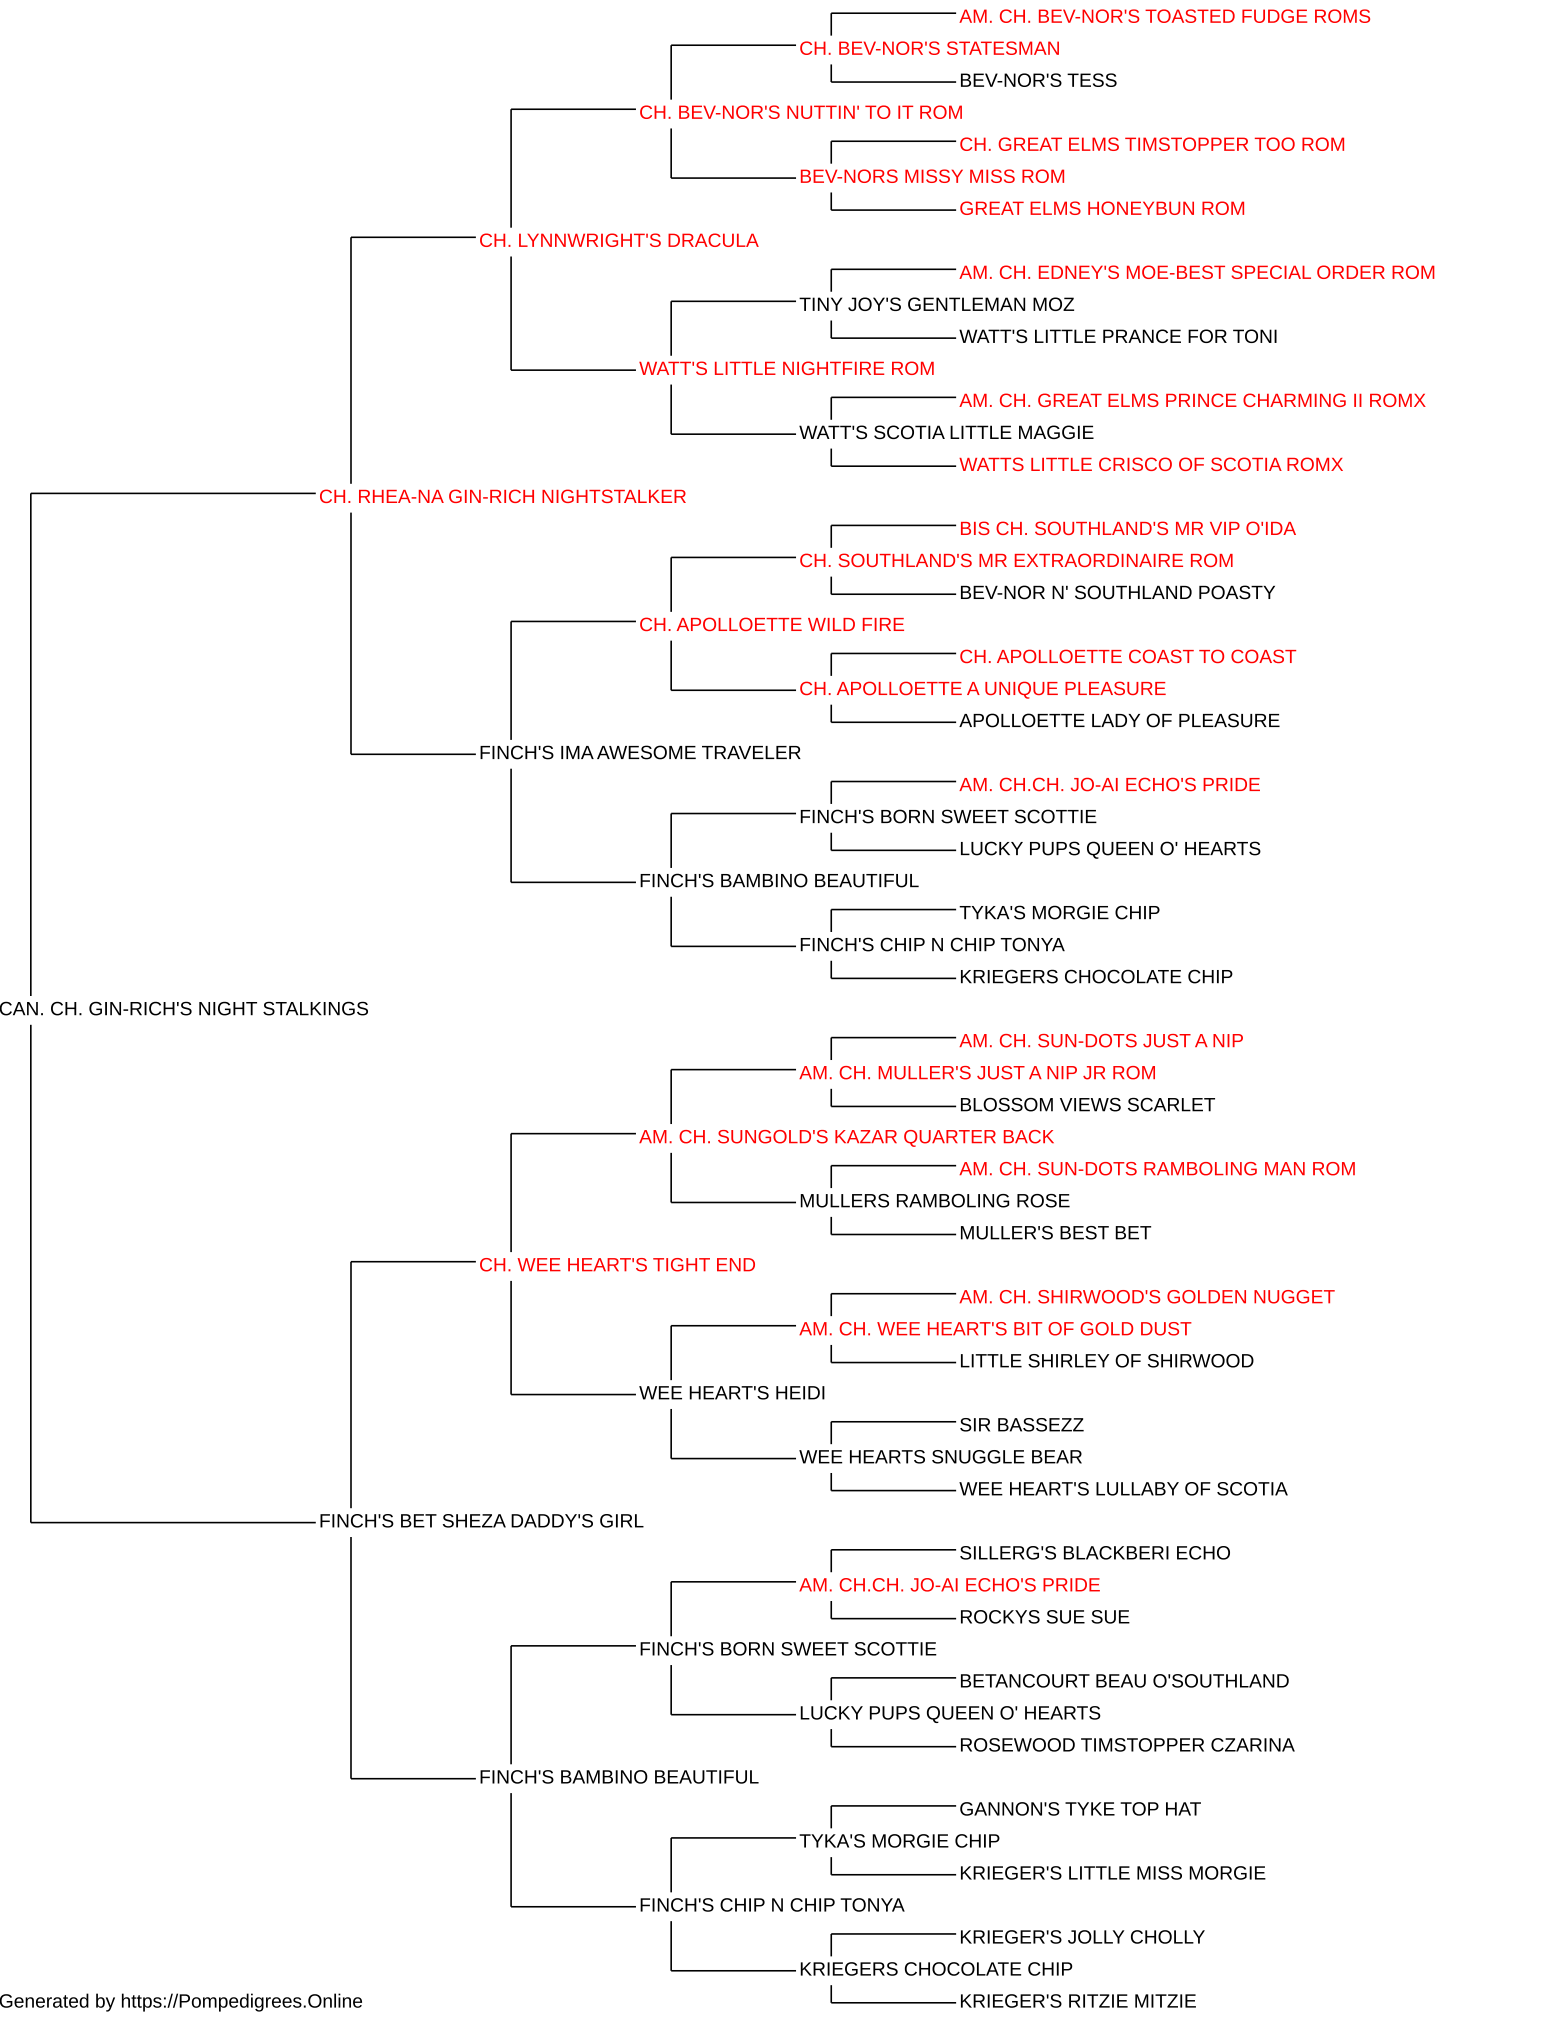 AM. CH. BEV-NOR'S TOASTED FUDGE ROMS
CH. BEV-NOR'S STATESMAN
BEV-NOR'S TESS
CH. BEV-NOR'S NUTTIN' TO IT ROM
CH. GREAT ELMS TIMSTOPPER TOO ROM
BEV-NORS MISSY MISS ROM
GREAT ELMS HONEYBUN ROM
CH. LYNNWRIGHT'S DRACULA
AM. CH. EDNEY'S MOE-BEST SPECIAL ORDER ROM
TINY JOY'S GENTLEMAN MOZ
WATT'S LITTLE PRANCE FOR TONI
WATT'S LITTLE NIGHTFIRE ROM
AM. CH. GREAT ELMS PRINCE CHARMING II ROMX
WATT'S SCOTIA LITTLE MAGGIE
WATTS LITTLE CRISCO OF SCOTIA ROMX
CH. RHEA-NA GIN-RICH NIGHTSTALKER
BIS CH. SOUTHLAND'S MR VIP O'IDA
CH. SOUTHLAND'S MR EXTRAORDINAIRE ROM
BEV-NOR N' SOUTHLAND POASTY
CH. APOLLOETTE WILD FIRE
CH. APOLLOETTE COAST TO COAST
CH. APOLLOETTE A UNIQUE PLEASURE
APOLLOETTE LADY OF PLEASURE
FINCH'S IMA AWESOME TRAVELER
AM. CH.CH. JO-AI ECHO'S PRIDE
FINCH'S BORN SWEET SCOTTIE
LUCKY PUPS QUEEN O' HEARTS
FINCH'S BAMBINO BEAUTIFUL
TYKA'S MORGIE CHIP
FINCH'S CHIP N CHIP TONYA
KRIEGERS CHOCOLATE CHIP
CAN. CH. GIN-RICH'S NIGHT STALKINGS
AM. CH. SUN-DOTS JUST A NIP
AM. CH. MULLER'S JUST A NIP JR ROM
BLOSSOM VIEWS SCARLET
AM. CH. SUNGOLD'S KAZAR QUARTER BACK
AM. CH. SUN-DOTS RAMBOLING MAN ROM
MULLERS RAMBOLING ROSE
MULLER'S BEST BET
CH. WEE HEART'S TIGHT END
AM. CH. SHIRWOOD'S GOLDEN NUGGET
AM. CH. WEE HEART'S BIT OF GOLD DUST
LITTLE SHIRLEY OF SHIRWOOD
WEE HEART'S HEIDI
SIR BASSEZZ
WEE HEARTS SNUGGLE BEAR
WEE HEART'S LULLABY OF SCOTIA
FINCH'S BET SHEZA DADDY'S GIRL
SILLERG'S BLACKBERI ECHO
AM. CH.CH. JO-AI ECHO'S PRIDE
ROCKYS SUE SUE
FINCH'S BORN SWEET SCOTTIE
BETANCOURT BEAU O'SOUTHLAND
LUCKY PUPS QUEEN O' HEARTS
ROSEWOOD TIMSTOPPER CZARINA
FINCH'S BAMBINO BEAUTIFUL
GANNON'S TYKE TOP HAT
TYKA'S MORGIE CHIP
KRIEGER'S LITTLE MISS MORGIE
FINCH'S CHIP N CHIP TONYA
KRIEGER'S JOLLY CHOLLY
KRIEGERS CHOCOLATE CHIP
KRIEGER'S RITZIE MITZIE
Generated by https://Pompedigrees.Online